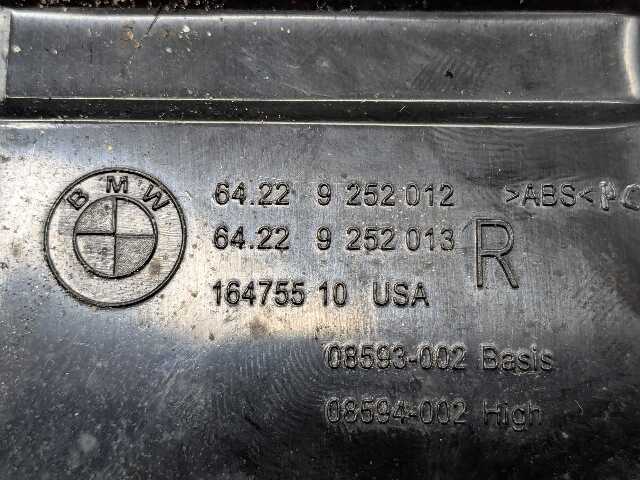 BMW
64.22 9 252 012 >ABS<
64.22 9 252 013 R
164755 10 USA
08593-002 Basis
08594-002 High